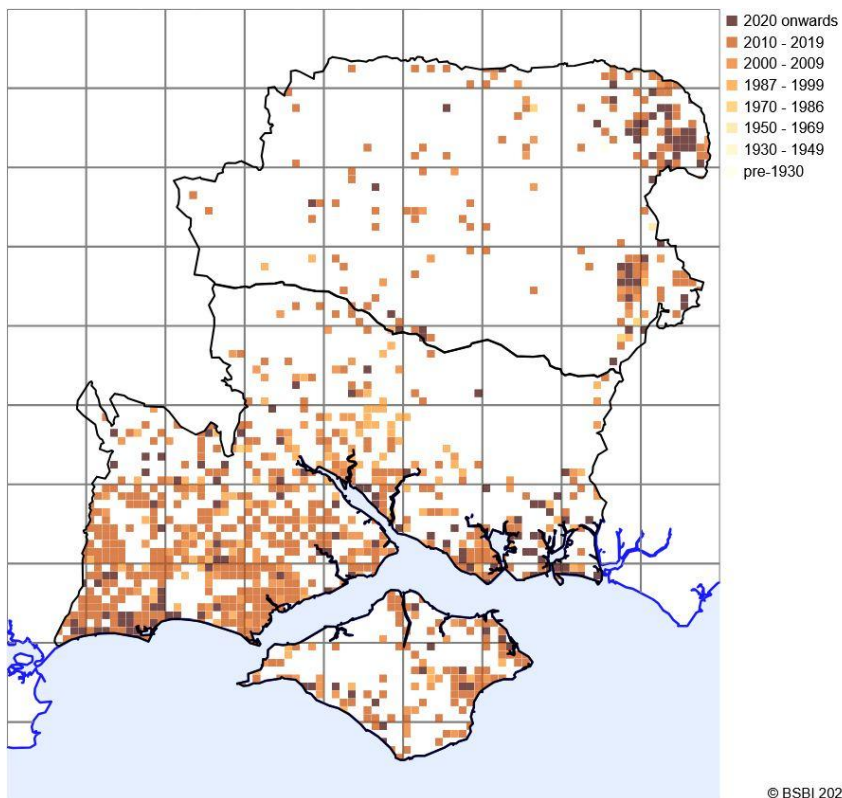 2020 onwards
2010 - 2019
2000 - 2009
1987 - 1999
1970 - 1986
1950 - 1969
1930 - 1949
pre-1930
© BSBI 202